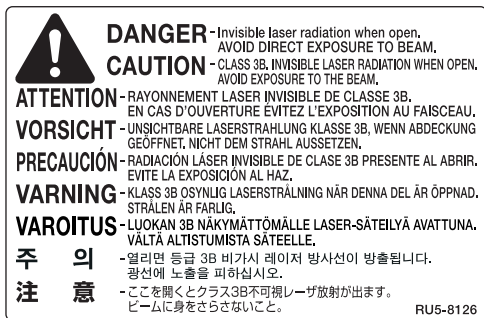 DANGER - Invisible laser radiation when open.
AVOID DIRECT EXPOSURE TO BEAM.
CAUTION - CLASS 3B. INVISIBLE LASER RADIATION WHEN OPEN.
AVOID EXPOSURE TO THE BEAM.
ATTENTION - RAYONNEMENT LASER INVISIBLE DE CLASSE 3B.
EN CAS D'OUVERTURE ÉVITEZ L'EXPOSITION AU FAISCEAU.
VORSICHT - UNSICHTBARE LASERSTRAHLUNG KLASSE 3B, WENN ABDECKUNG
GEÖFFNET. NICHT DEM STRAHL AUSSETZEN.
PRECAUCIÓN - RADIACIÓN LÁSER INVISIBLE DE CLASE 3B PRESENTE AL ABRIR.
EVITE LA EXPOSICIÓN AL HAZ.
VARNING - KLASS 3B OSYNLIG LASERSTRÅLNING NÄR DENNA DEL ÄR ÖPPNAD.
STRÅLEN ÄR FARLIG.
VAROITUS - LUOKAN 3B NÄKYMÄTTÖMÄLLE LASER-SÄTEILYÄ AVATTUNA.
VÄLTÄ ALTISTUMISTA SÄTEELLE.
주 의 - 열리면 등급 3B 비가시 레이저 방사선이 방출됩니다.
광선에 노출을 피하십시오.
注 意 - ここを開くとクラス3B不可視レーザ放射が出ます。
ビームに身をさらさないこと。
RU5-8126